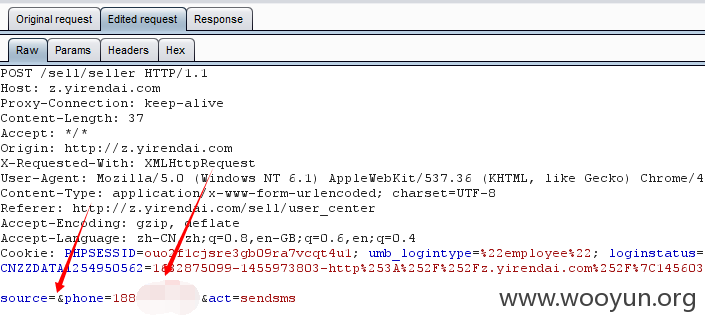 Original request Edited request Response
Raw Params Headers Hex
POST /sell/seller HTTP/1.1
Host: z.yirendai.com
Proxy-Connection: keep-alive
Content-Length: 37
Accept: */*
Origin: http://z.yirendai.com
X-Requested-With: XMLHttpRequest
User-Agent: Mozilla/5.0 (Windows NT 6.1) AppleWebKit/537.36 (KHTML, like Gecko) Chrome/4
Content-Type: application/x-www-form-urlencoded; charset=UTF-8
Referer: http://z.yirendai.com/sell/user_center
Accept-Encoding: gzip, deflate
Accept-Language: zh-CN,zh;q=0.8,en-GB;q=0.6,en;q=0.4
Cookie: PHPSESSID=ouo2f1cjsre3gb09ra7vcqt4u1; umb_logintype=%22employee%22; loginstatus=
CNZZDATA1254950562=1682875099-1455973803-http%253A%252F%252Fz.yirendai.com%252F%7C145603
source=&phone=188 &act=sendsms
www.wooyun.org